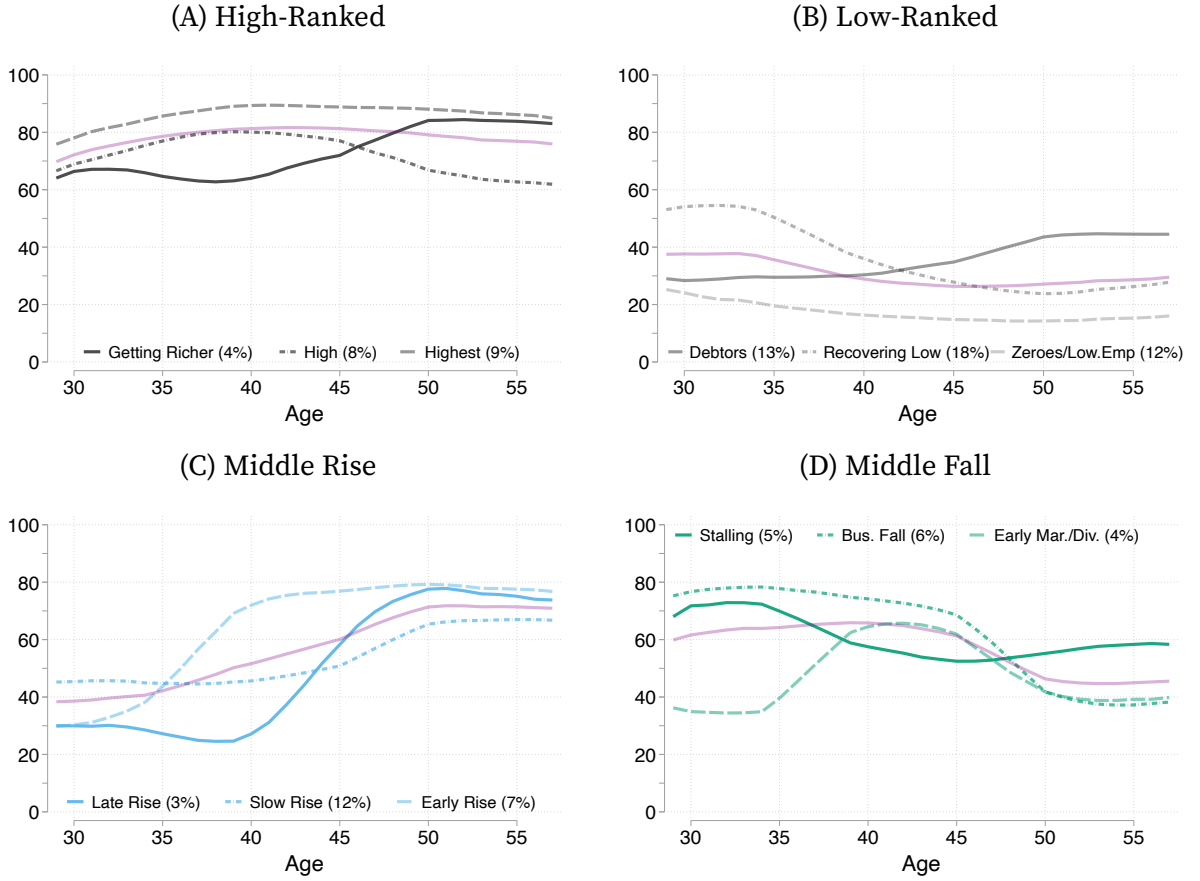 (A) High-Ranked
100
80
60
40
20
0
Getting Richer (4%) High (8%) Highest (9%)
30 35 40 45 50 55
Age
(B) Low-Ranked
100
80
60
40
20
0
Debtors (13%) Recovering Low (18%) Zeroes/Low.Emp (12%)
30 35 40 45 50 55
Age
(C) Middle Rise
100
80
60
40
20
0
Late Rise (3%) Slow Rise (12%) Early Rise (7%)
30 35 40 45 50 55
Age
(D) Middle Fall
100
Stalling (5%) Bus. Fall (6%) Early Mar./Div. (4%)
80
60
40
20
0
30 35 40 45 50 55
Age